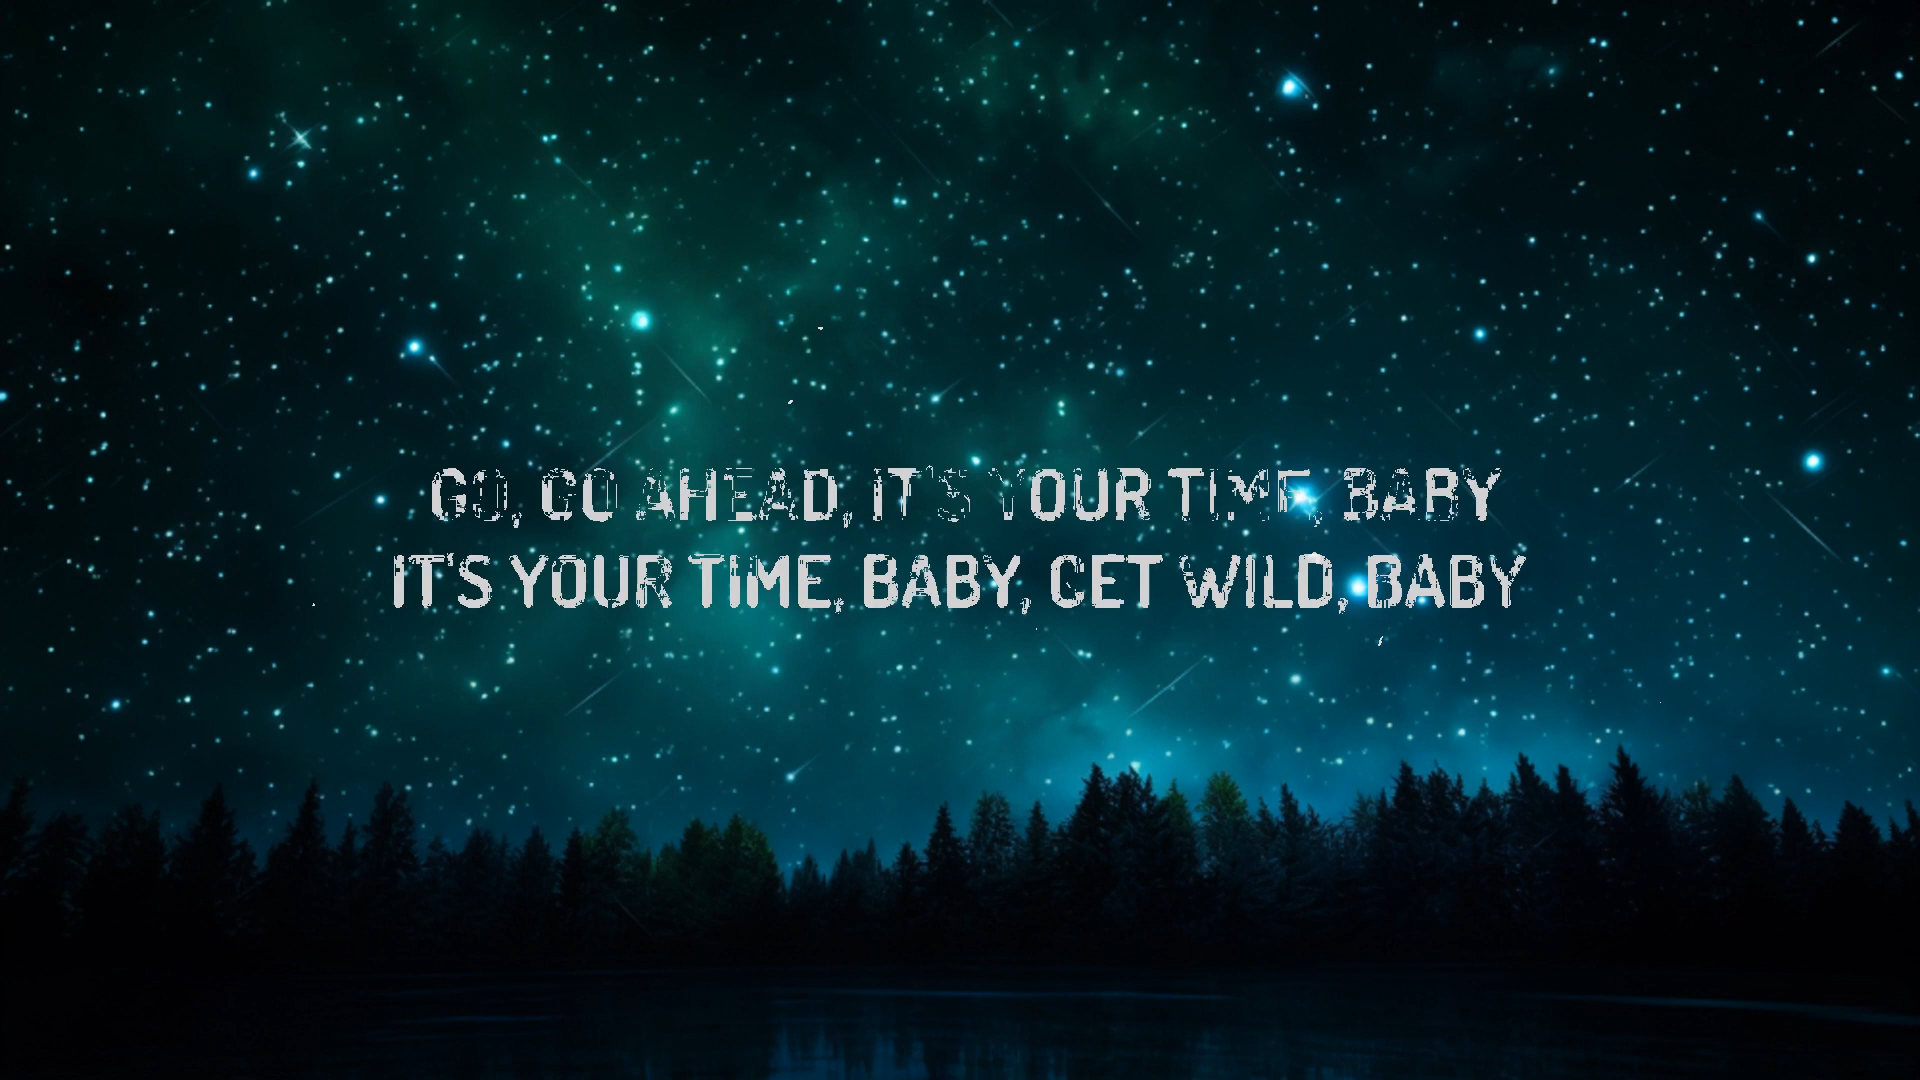 GO, GO AHEAD, IT'S YOUR TIME, BABY
IT'S YOUR TIME, BABY, GET WILD, BABY